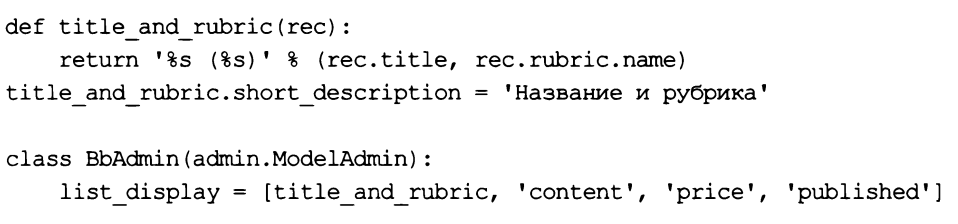 def title_and_rubric(rec):
    return '%s (%s)' % (rec.title, rec.rubric.name)
title_and_rubric.short_description = 'Название и рубрика'

class BbAdmin(admin.ModelAdmin):
    list_display = [title_and_rubric, 'content', 'price', 'published']